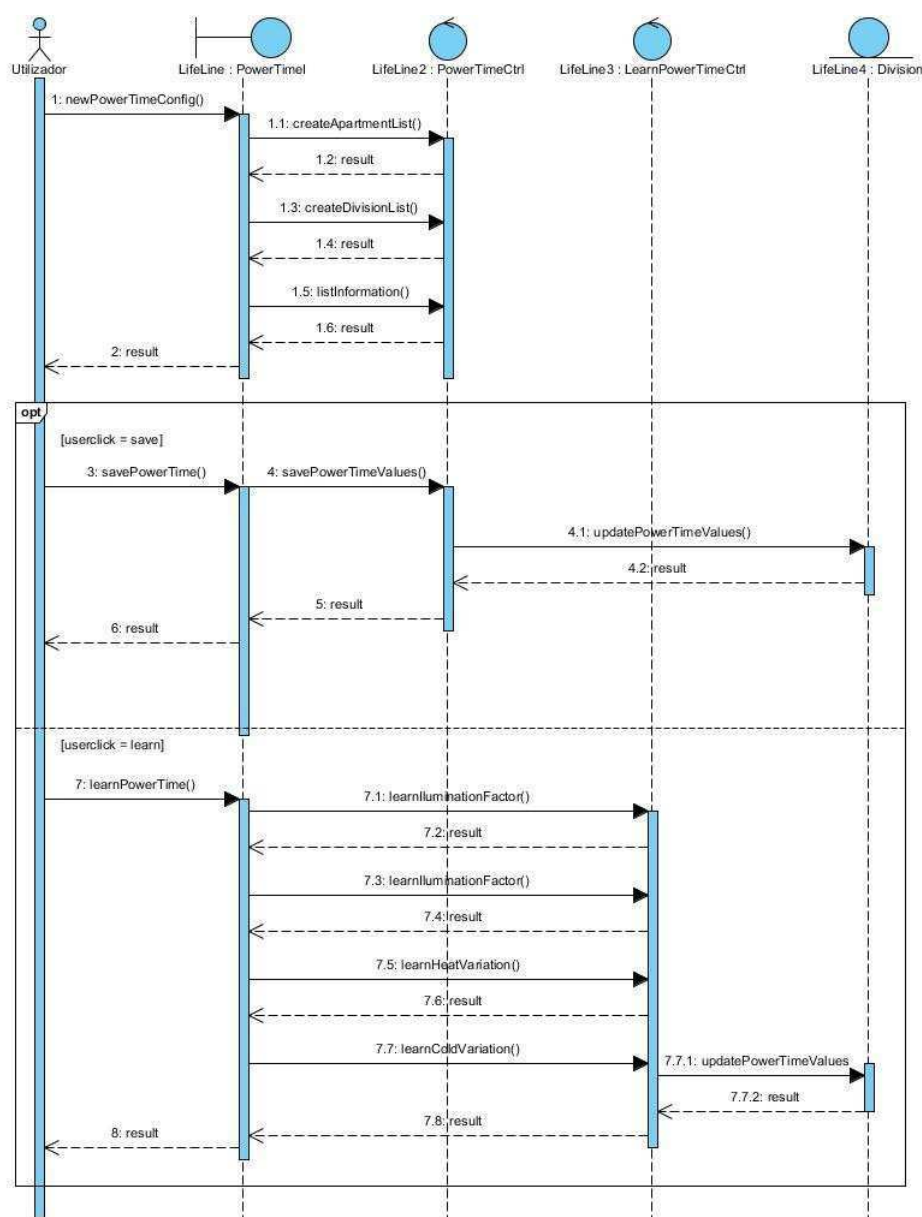 Utilizador
LifeLine : PowerTimeI
LifeLine2 : PowerTimeCtrl
LifeLine3 : LearnPowerTimeCtrl
LifeLine4 : Division
1: newPowerTimeConfig()
1.1: createApartmentList()
1.2: result
1.3: createDivisionList()
1.4: result
1.5: listInformation()
1.6: result
2: result
opt
[userclick = save]
3: savePowerTime()
4: savePowerTimeValues()
4.1: updatePowerTimeValues()
4.2: result
5: result
6: result
[userclick = learn]
7: learnPowerTime()
7.1: learnIluminationFactor()
7.2: result
7.3: learnIluminationFactor()
7.4: result
7.5: learnHeatVariation()
7.6: result
7.7: learnColdVariation()
7.7.1: updatePowerTimeValues
7.7.2: result
7.8: result
8: result